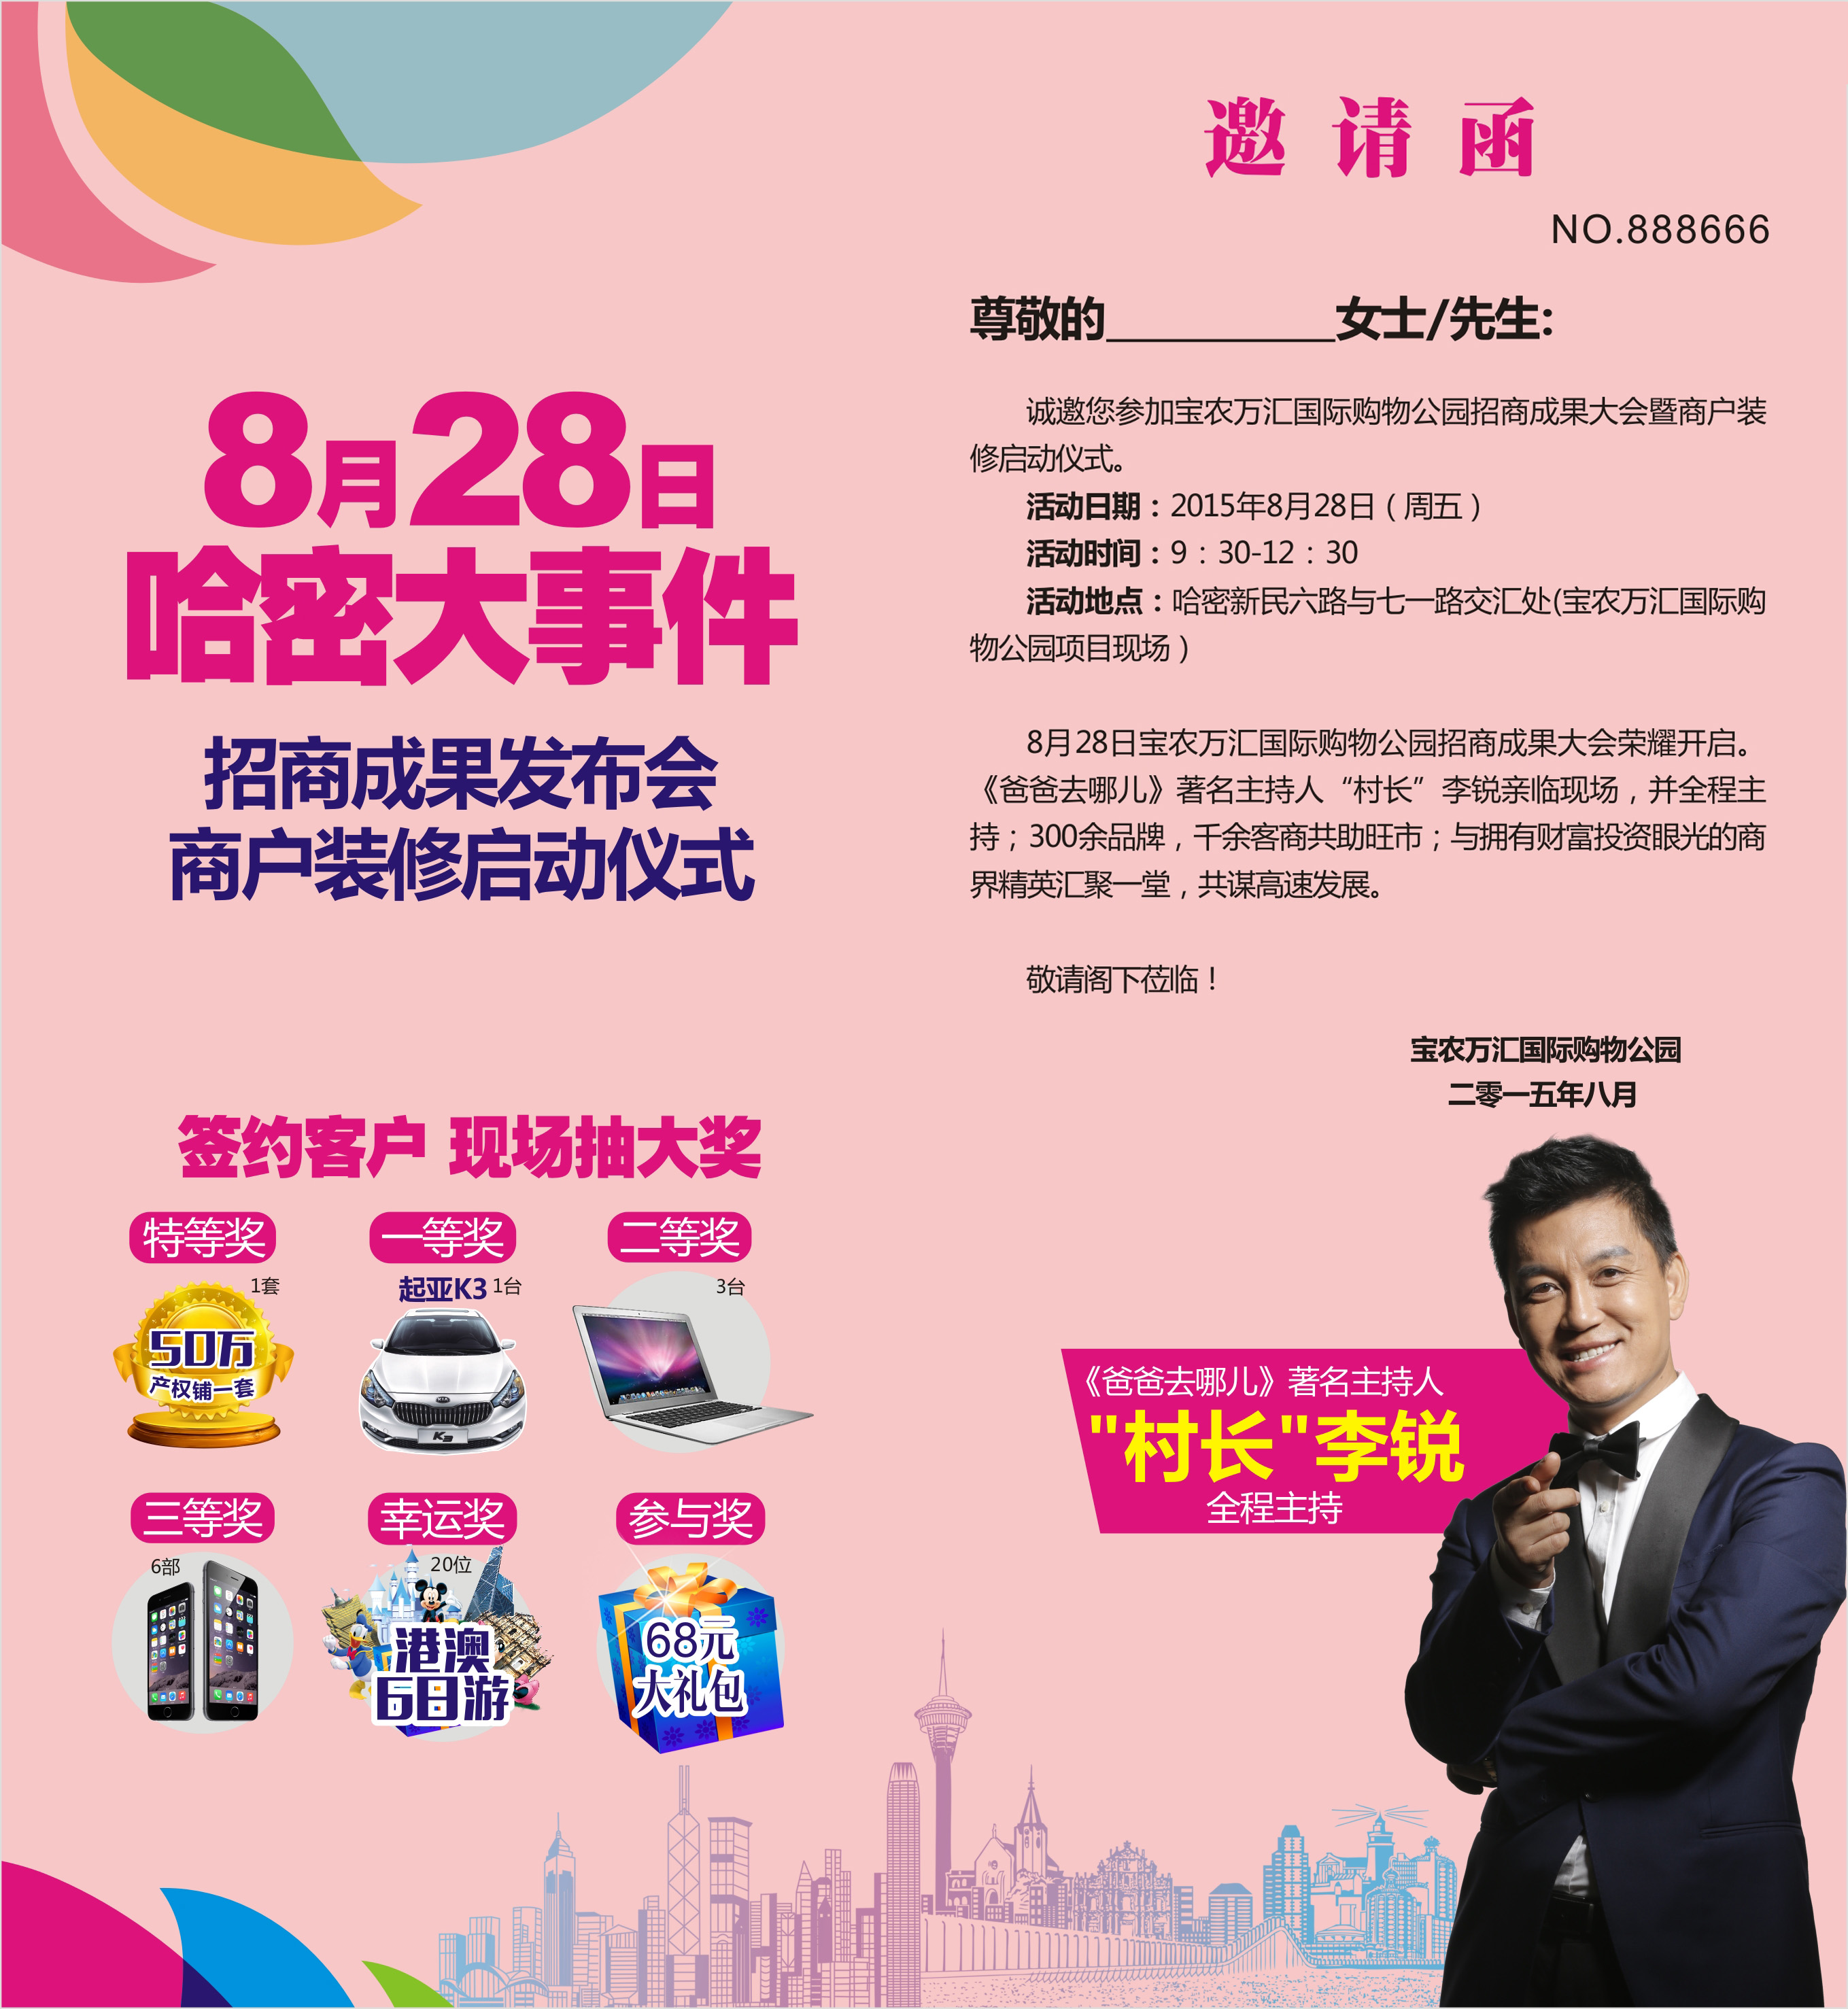 8月28日
哈密大事件
招商成果发布会
商户装修启动仪式
签约客户 现场抽大奖
特等奖
1套
50万
产权铺一套
一等奖
起亚K3 1台
K3
二等奖
3台
三等奖
6部
幸运奖
20位
港澳
6日游
参与奖
68元
大礼包
邀请函
NO.888666
尊敬的__________女士/先生:
诚邀您参加宝农万汇国际购物公园招商成果大会暨商户装
修启动仪式。
活动日期：2015年8月28日（周五）
活动时间：9：30-12：30
活动地点：哈密新民六路与七一路交汇处(宝农万汇国际购
物公园项目现场）
8月28日宝农万汇国际购物公园招商成果大会荣耀开启。
《爸爸去哪儿》著名主持人“村长”李锐亲临现场，并全程主
持；300余品牌，千余客商共助旺市；与拥有财富投资眼光的商
界精英汇聚一堂，共谋高速发展。
敬请阁下莅临！
宝农万汇国际购物公园
二零一五年八月
《爸爸去哪儿》著名主持人
"村长"李锐
全程主持